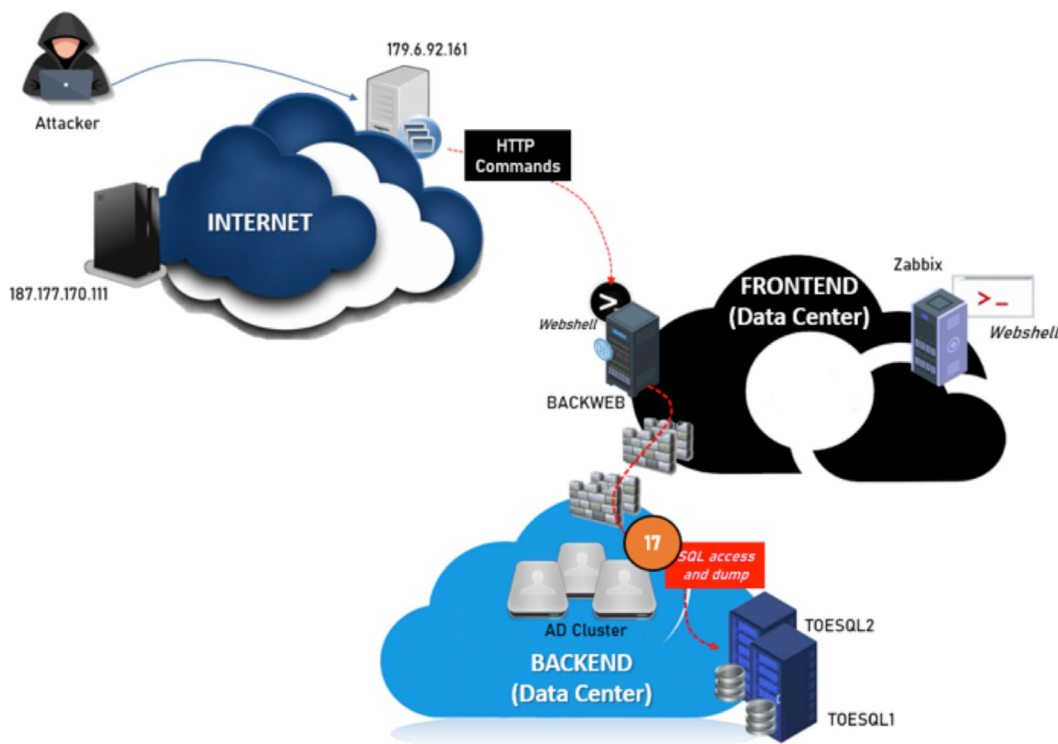 179.6.92.161
Attacker
HTTP
Commands
INTERNET
187.177.170.111
Zabbix
FRONTEND
(Data Center)
>_
Webshell
>_
Webshell
BACKWEB
17
SQL access
and dump
AD Cluster
TOESQL2
BACKEND
(Data Center)
TOESQL1